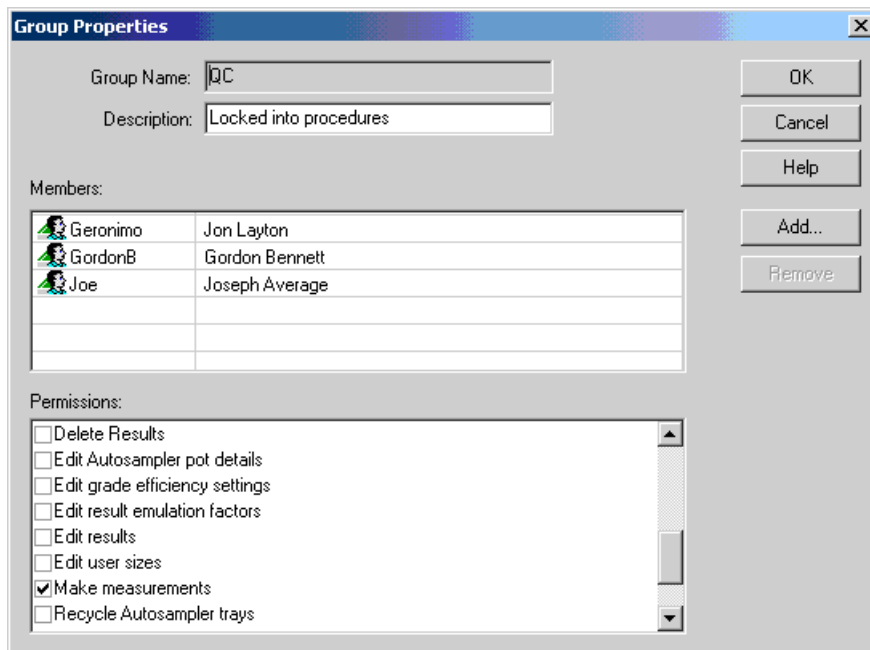 Group Properties
Group Name: QC
OK
Description: Locked into procedures
Cancel
Help
Members:
Geronimo Jon Layton
Add...
GordonB Gordon Bennett
Joe Joseph Average
Remove
Permissions:
Delete Results
Edit Autosampler pot details
Edit grade efficiency settings
Edit result emulation factors
Edit results
Edit user sizes
Make measurements
Recycle Autosampler trays